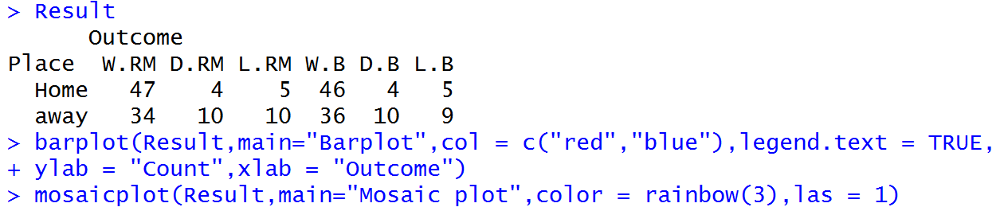 > Result
      Outcome
Place  W.RM D.RM L.RM W.B D.B L.B
  Home   47    4    5  46   4   5
  away   34   10   10  36  10   9
> barplot(Result,main="Barplot",col = c("red","blue"),legend.text = TRUE,
+ ylab = "Count",xlab = "Outcome")
> mosaicplot(Result,main="Mosaic plot",color = rainbow(3),las = 1)